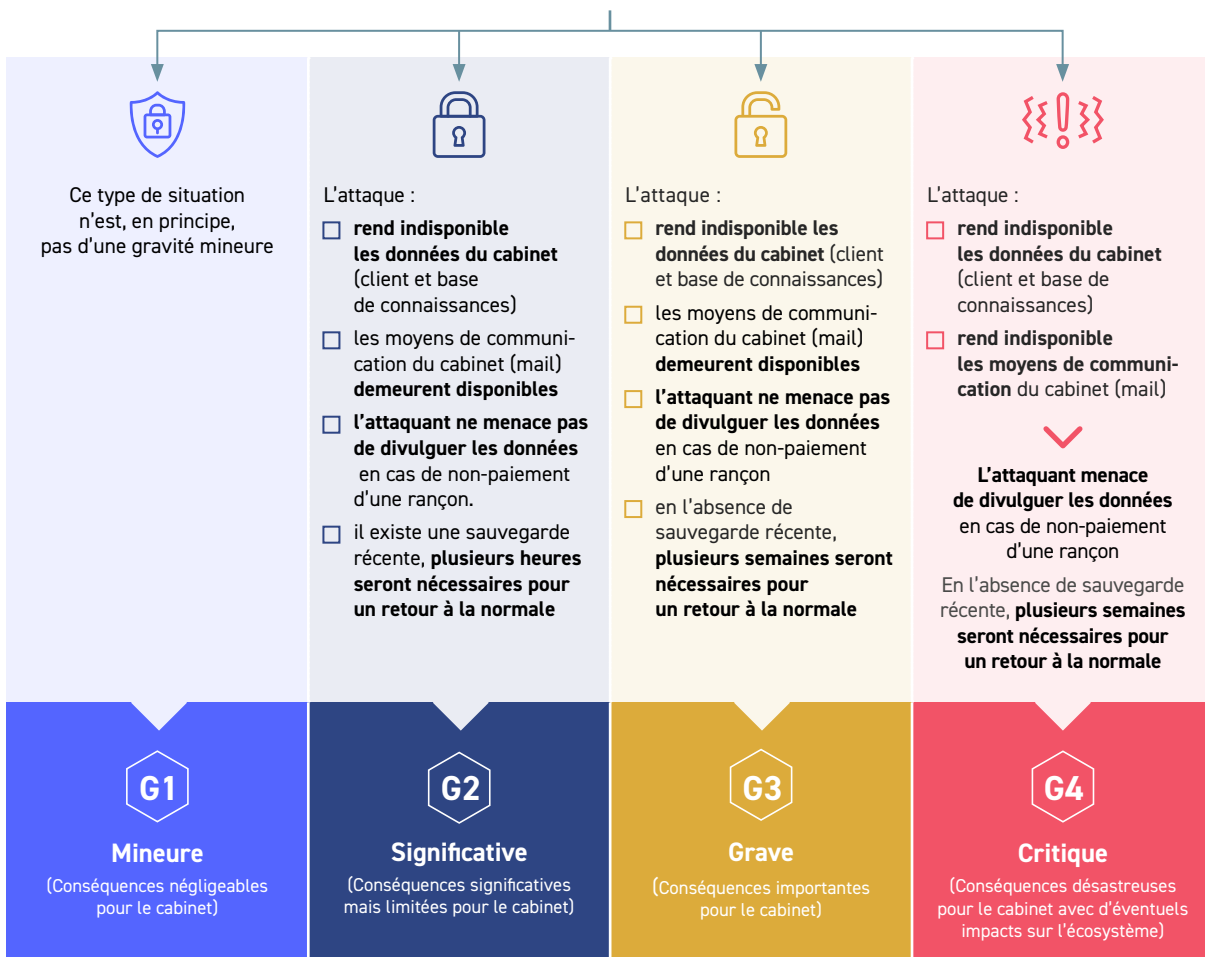 Ce type de situation
n'est, en principe,
pas d'une gravité mineure
L'attaque :
rend indisponible
les données du cabinet
(client et base
de connaissances)
les moyens de communi-
cation du cabinet (mail)
demeurent disponibles
l'attaquant ne menace pas
de divulguer les données
en cas de non-paiement
d'une rançon.
il existe une sauvegarde
récente, plusieurs heures
seront nécessaires pour
un retour à la normale
L'attaque :
rend indisponible les
données du cabinet (client
et base de connaissances)
les moyens de communi-
cation du cabinet (mail)
demeurent disponibles
l'attaquant ne menace pas
de divulguer les données
en cas de non-paiement
d'une rançon
en l'absence de
sauvegarde récente,
plusieurs semaines seront
nécessaires pour
un retour à la normale
L'attaque :
rend indisponible
les données du cabinet
(client et base de
connaissances)
rend indisponible
les moyens de communi-
cation du cabinet (mail)
L'attaquant menace
de divulguer les données
en cas de non-paiement
d'une rançon
En l'absence de sauvegarde
récente, plusieurs semaines
seront nécessaires pour
un retour à la normale
G1
Mineure
(Conséquences négligeables
pour le cabinet)
G2
Significative
(Conséquences significatives
mais limitées pour le cabinet)
G3
Grave
(Conséquences importantes
pour le cabinet)
G4
Critique
(Conséquences désastreuses
pour le cabinet avec d'éventuels
impacts sur l'écosystème)